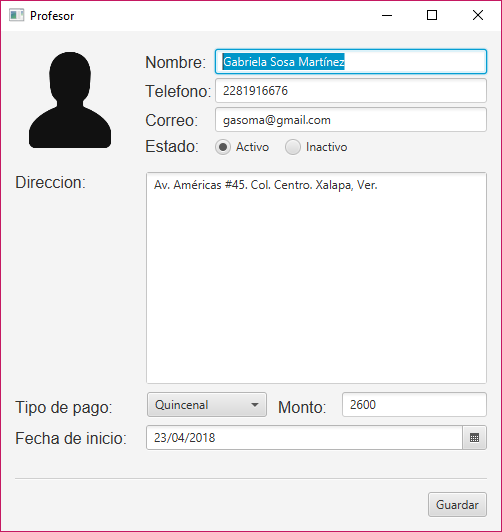 Profesor
Nombre: Gabriela Sosa Martínez
Telefono: 2281916676
Correo: gasoma@gmail.com
Estado: Activo Inactivo
Direccion: Av. Américas #45. Col. Centro. Xalapa, Ver.
Tipo de pago: Quincenal Monto: 2600
Fecha de inicio: 23/04/2018
Guardar